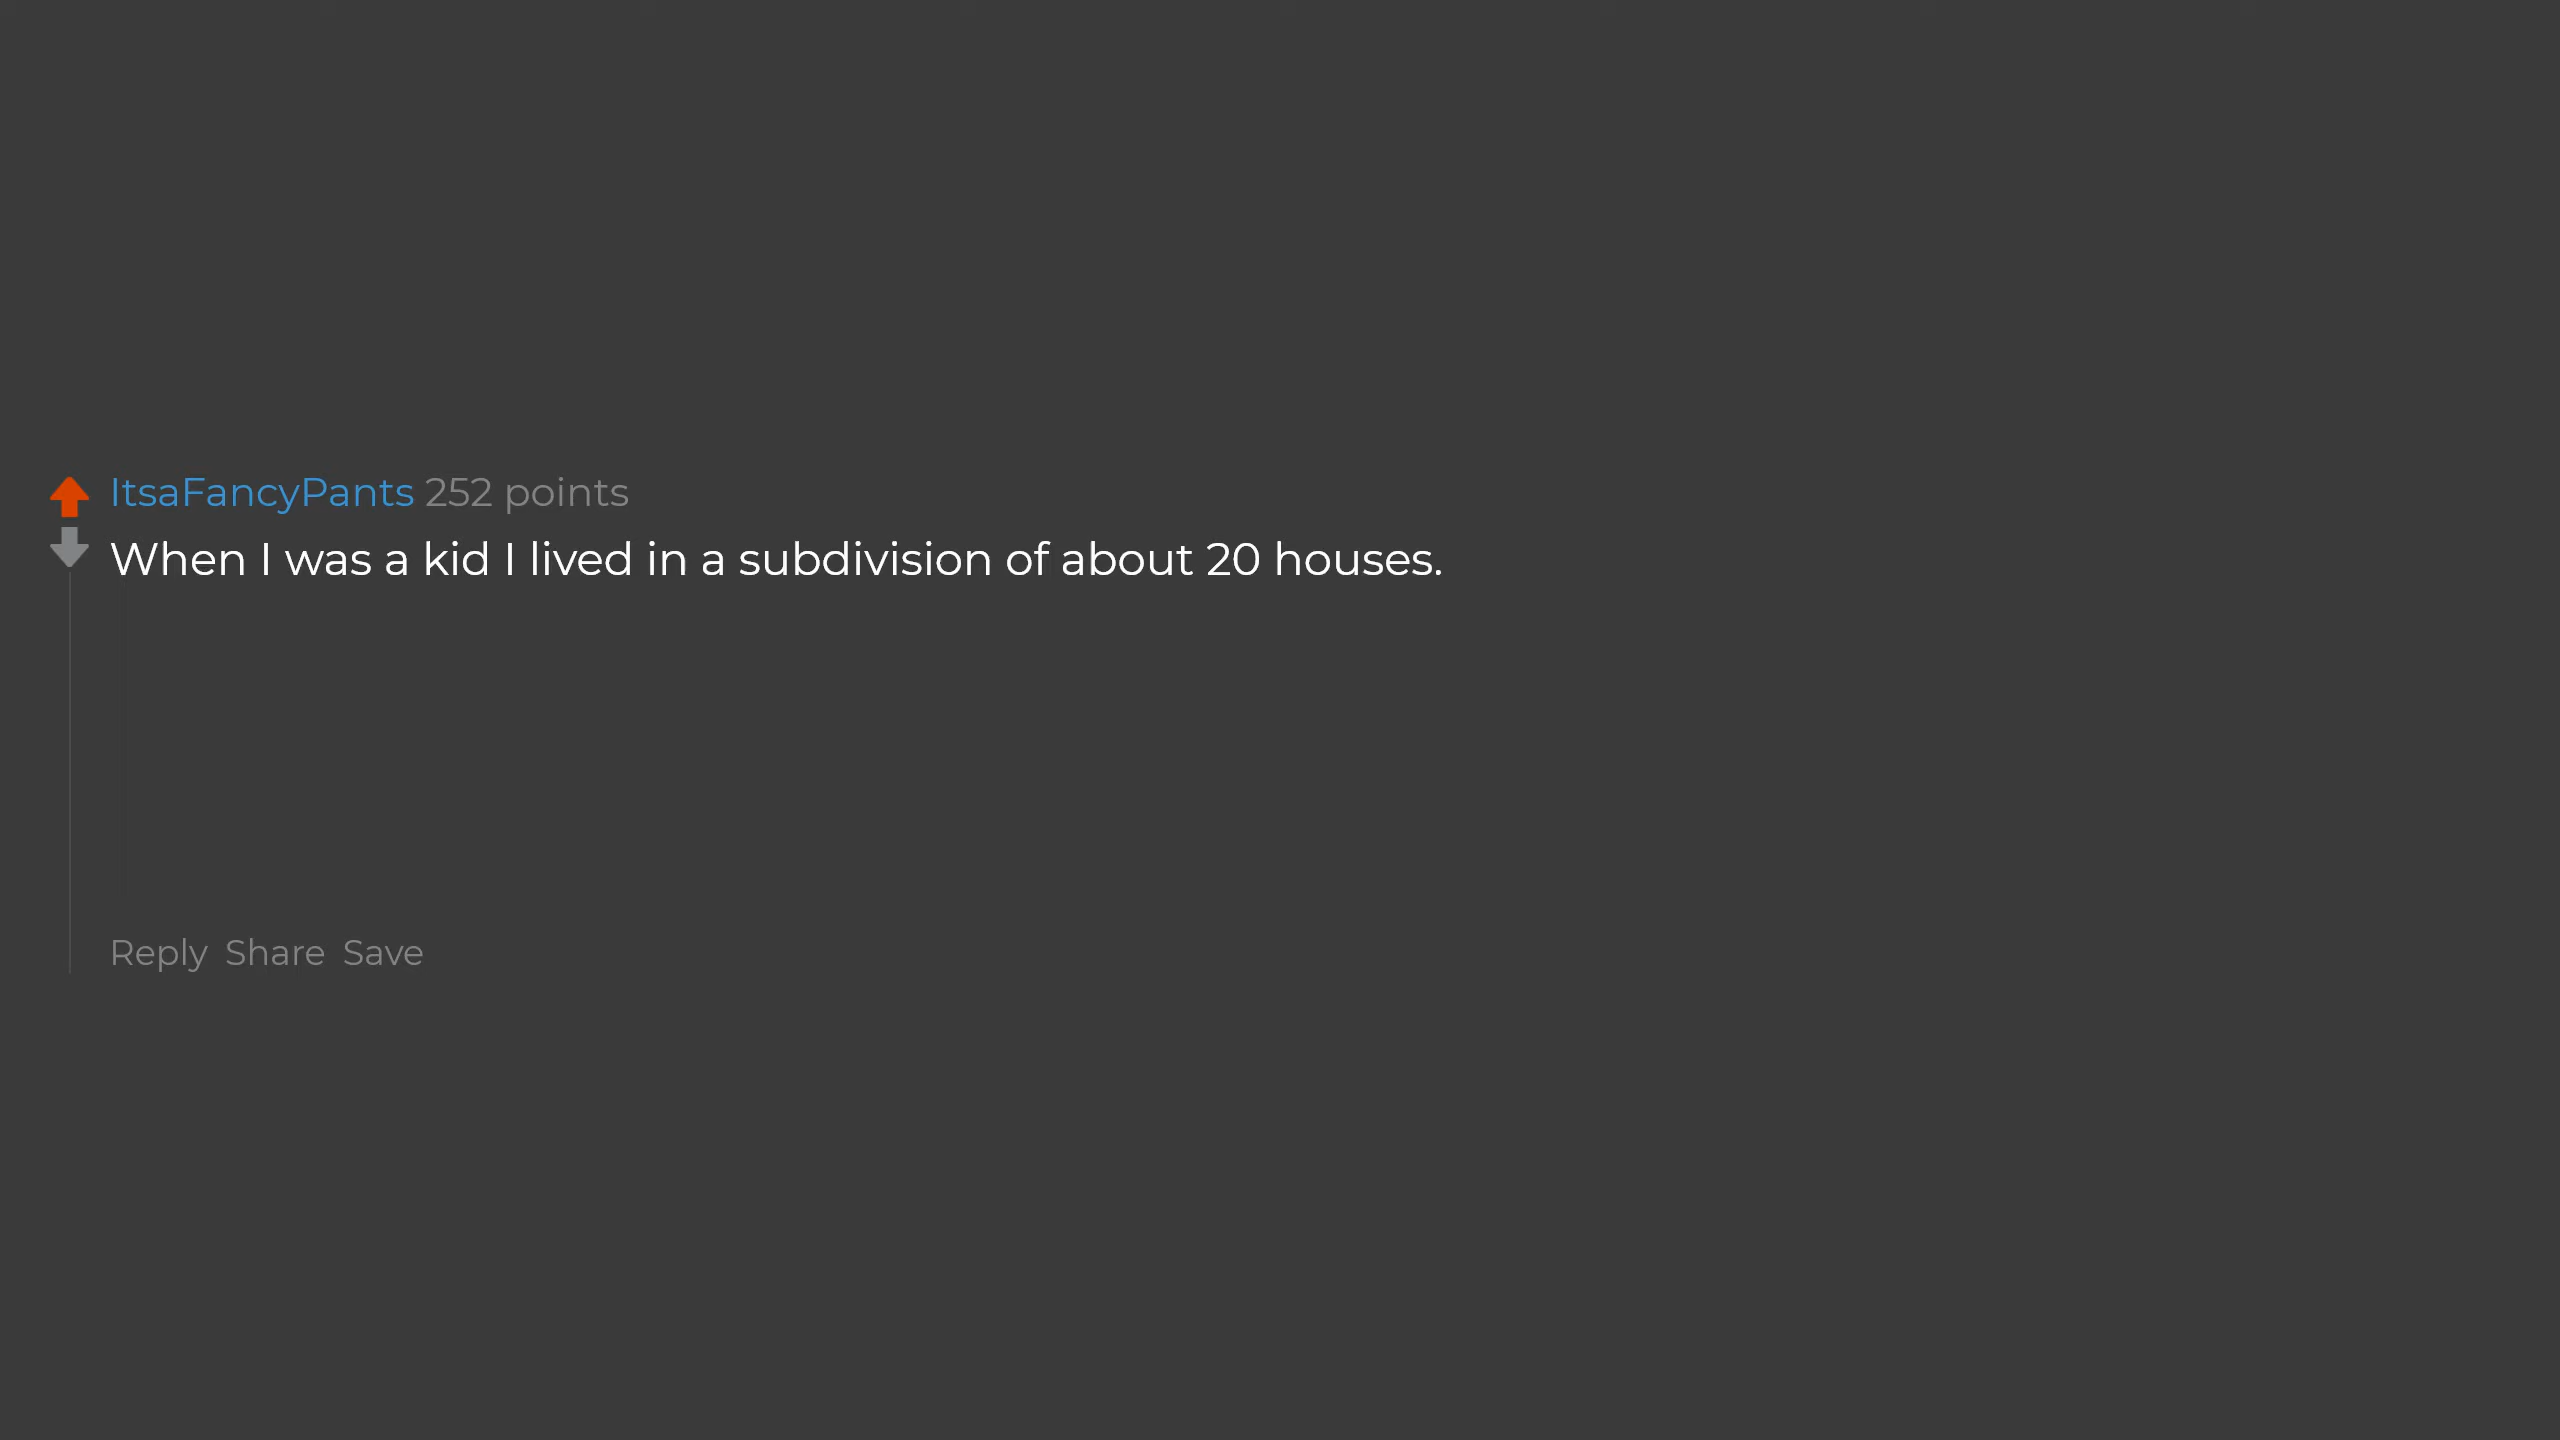 ItsaFancyPants 252 points
When I was a kid I lived in a subdivision of about 20 houses.
Reply Share Save